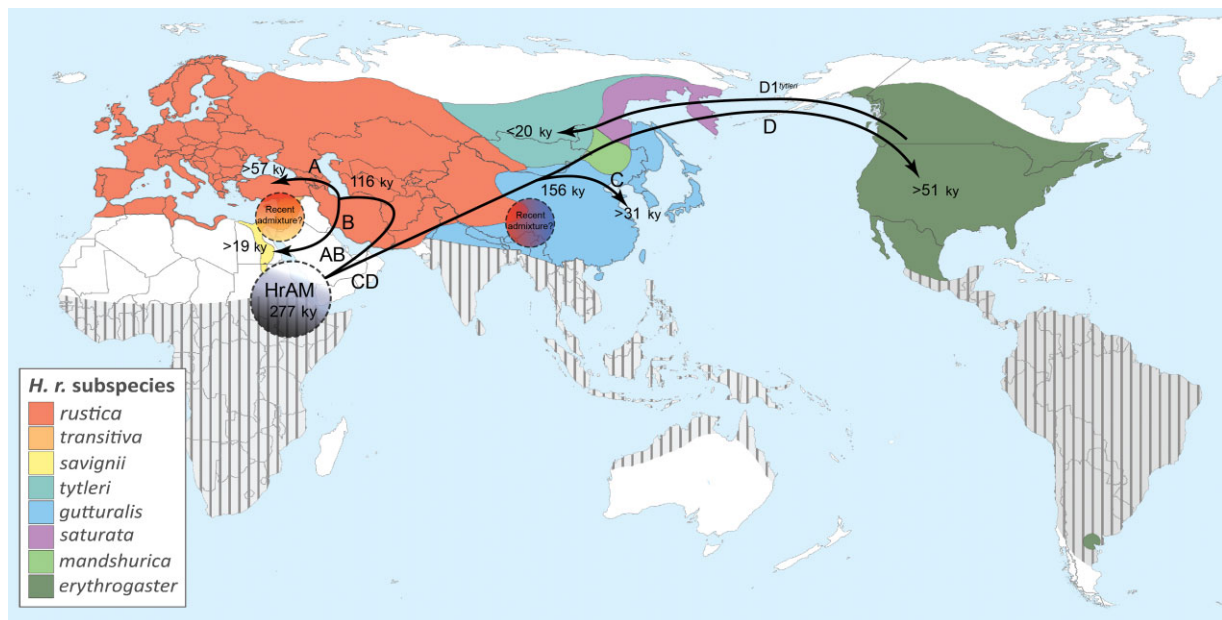 D1tytleri
D
<20 ky
>57 ky
A
116 ky
C
156 ky
>51 ky
Recent
admixture?
B
Recent
admixture?
>31 ky
>19 ky
AB
CD
HrAM
277 ky
H. r. subspecies
rustica
transitiva
savignii
tytleri
gutturalis
saturata
mandshurica
erythrogaster